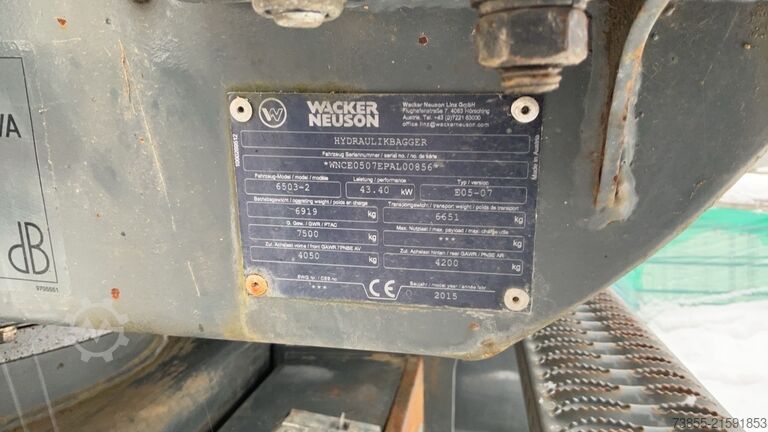 WACKER
NEUSON
Wacker Neuson Linz GmbH
Flughafenstraße 7, 4063 Hörsching
Austria, Tel. +43 (0)7221 63000
office.linz@wackerneuson.com
HYDRAULIKBAGGER
Fahrzeug Seriennummer / serial no. / no. de série
*WNCE0507EPAL00856*
Fahrzeug-Model / model / modèle
Leistung / performance
Typ / version
6503-2
43.40 kW
E05-07
Betriebsgewicht / operating weight / poids en charge
Transportgewicht / transport weight / poids de transport
6919 kg
6651 kg
G. Gew. / GWR / PTAC
Max. Nutzlast / max. payload / max. charge utile
7500 kg
*** kg
Zul. Achslast vorne / front GAWR / PNBE AV
Zul. Achslast hinten / rear GAWR / PNBE AR
4050 kg
4200 kg
EWG Nr. / CEE no.
***
CE
Baujahr / model year / année fabr.
2015
1000268512
Made in Austria
WA
dB
9705551
73855-21591853